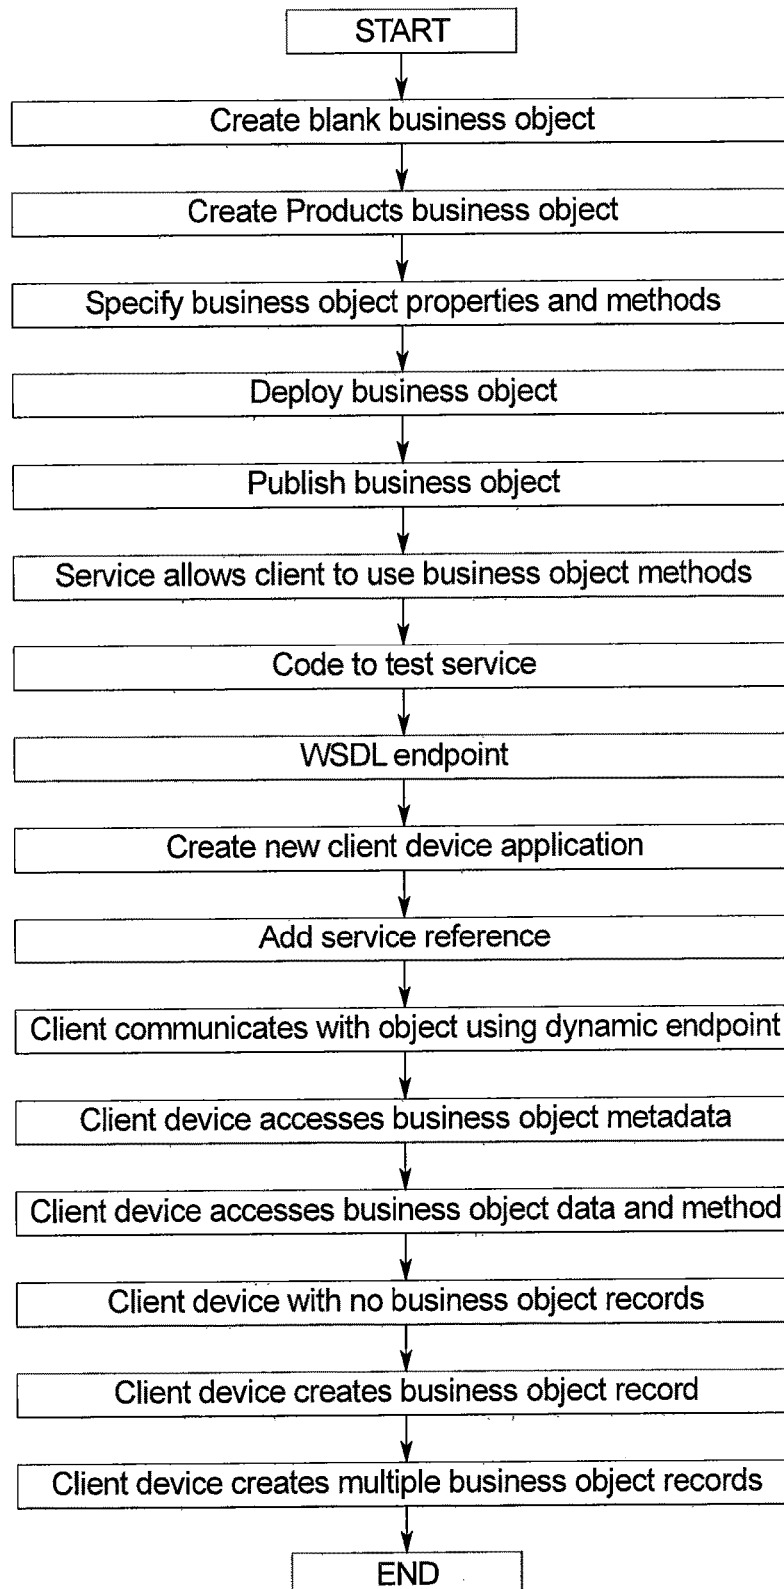 START
Create blank business object
Create Products business object
Specify business object properties and methods
Deploy business object
Publish business object
Service allows client to use business object methods
Code to test service
WSDL endpoint
Create new client device application
Add service reference
Client communicates with object using dynamic endpoint
Client device accesses business object metadata
Client device accesses business object data and method
Client device with no business object records
Client device creates business object record
Client device creates multiple business object records
END